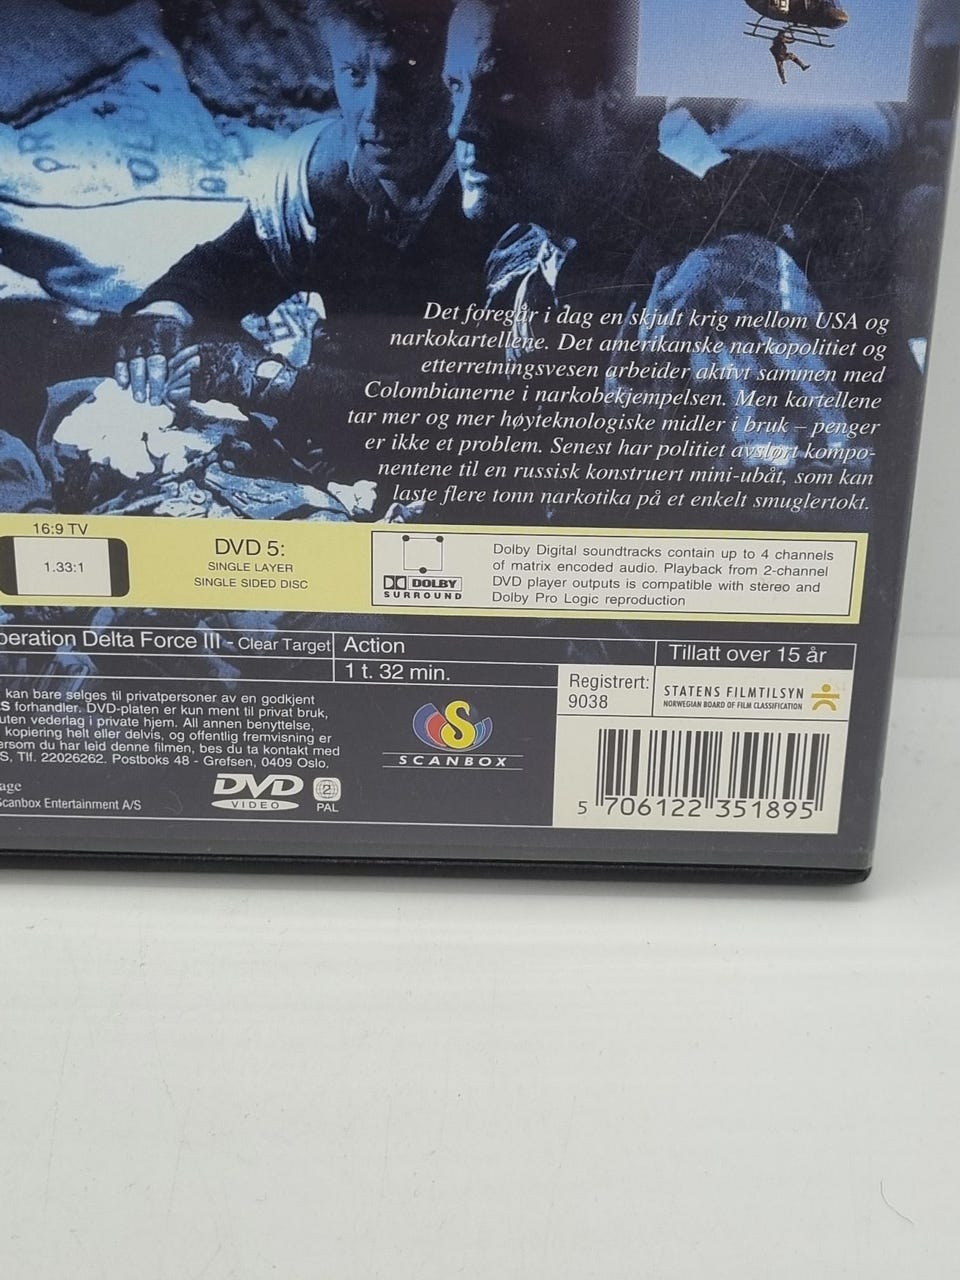 Det foregår i dag en skjult krig mellom USA og
narkokartellene. Det amerikanske narkopolitiet og
etterretningsvesen arbeider aktivt sammen med
Colombianerne i narkobekjempelsen. Men kartellene
tar mer og mer høyteknologiske midler i bruk – penger
er ikke et problem. Senest har politiet avslørt kompo-
nentene til en russisk konstruert mini-ubåt, som kan
laste flere tonn narkotika på et enkelt smuglertokt.
16:9 TV
1.33:1
DVD 5:
SINGLE LAYER
SINGLE SIDED DISC
DOLBY
SURROUND
Dolby Digital soundtracks contain up to 4 channels
of matrix encoded audio. Playback from 2-channel
DVD player outputs is compatible with stereo and
Dolby Pro Logic reproduction
peration Delta Force III - Clear Target
Action
1 t. 32 min.
Tillatt over 15 år
Registrert:
9038
STATENS FILMTILSYN
NORWEGIAN BOARD OF FILM CLASSIFICATION
kan bare selges til privatpersoner av en godkjent
S forhandler. DVD-platen er kun ment til privat bruk,
uten vederlag i private hjem. All annen benyttelse,
kopiering helt eller delvis, og offentlig fremvisning er
ersom du har leid denne filmen, bes du ta kontakt med
S, Tlf. 22026262. Postboks 48 - Grefsen, 0409 Oslo.
age
Scanbox Entertainment A/S
DVD
VIDEO
2
PAL
S
SCANBOX
5 706122 351895